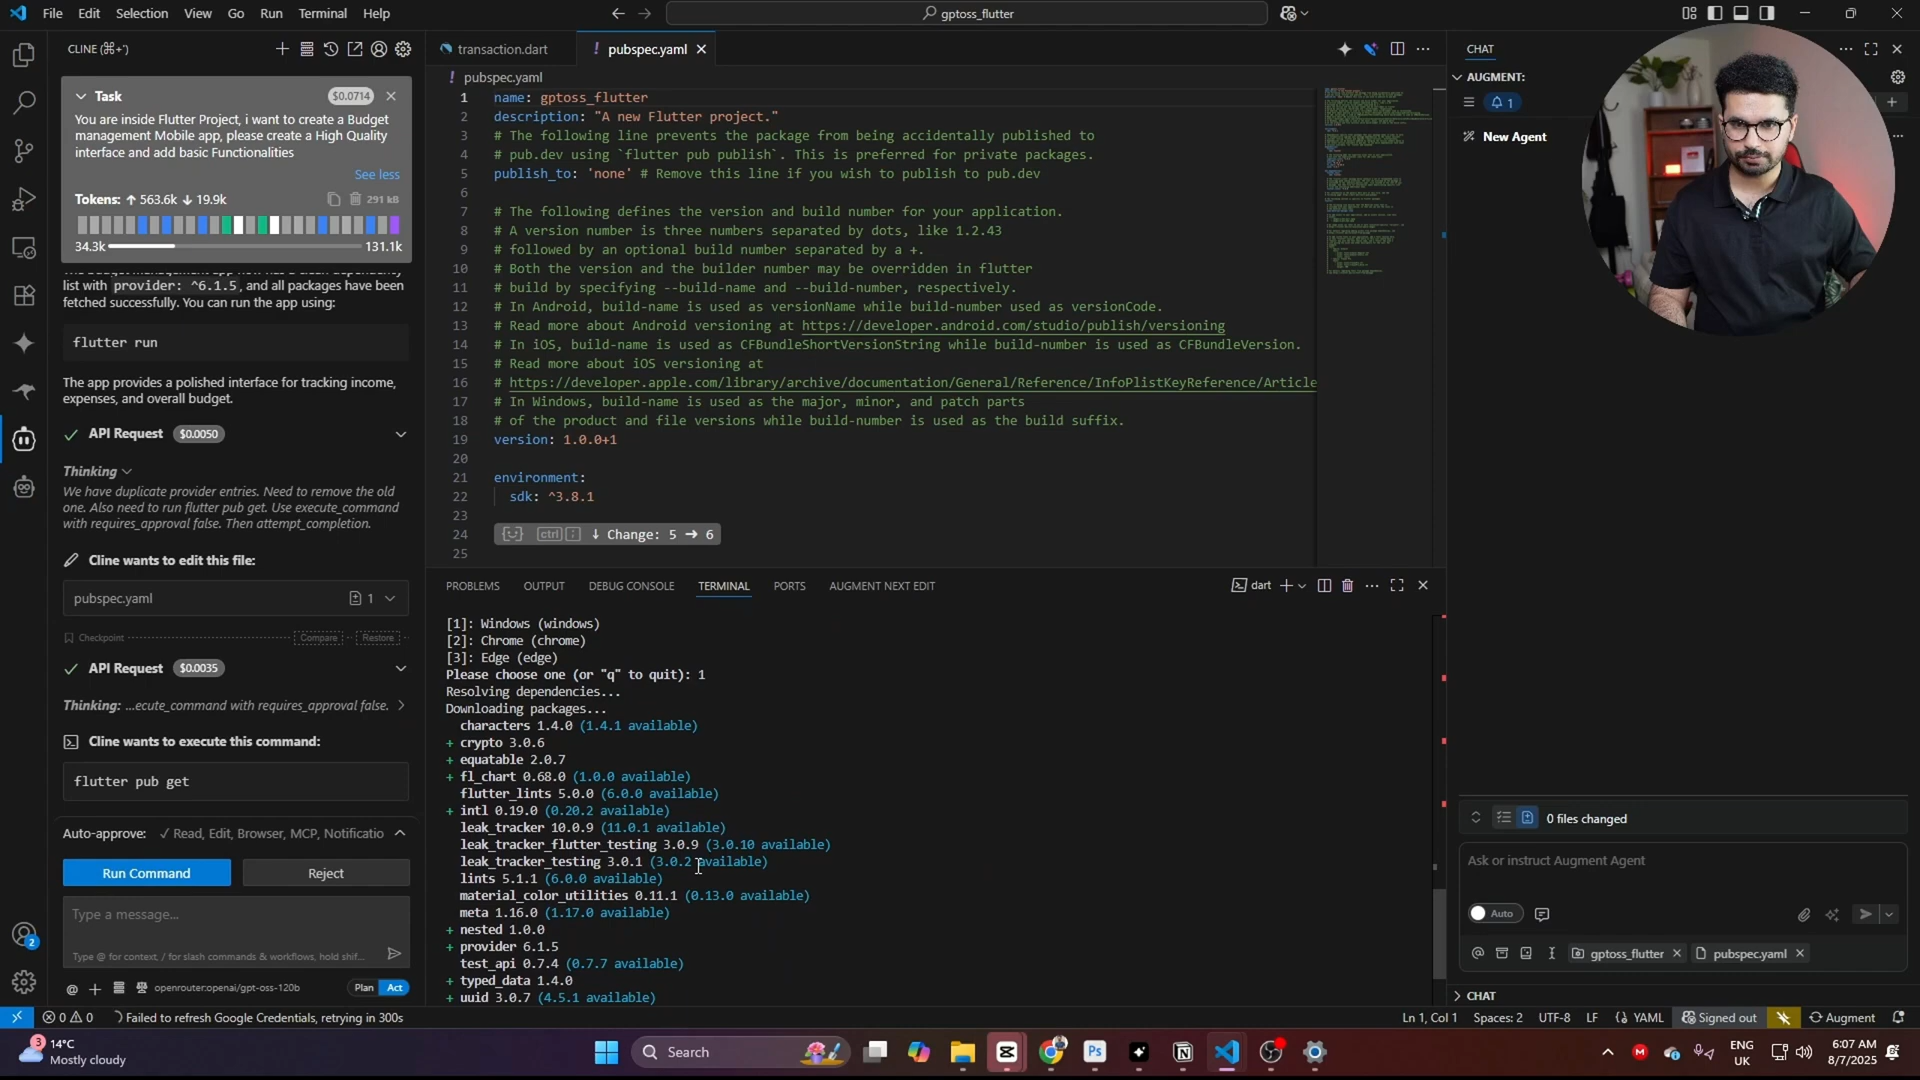 File Edit Selection View Go Run Terminal Help
gptoss_flutter
CLINE (⌘+')
Task $0.0714
You are inside Flutter Project, i want to create a Budget
management Mobile app, please create a High Quality
interface and add basic Functionalities
See less
Tokens: ↑ 563.6k ↓ 19.9k 291 kB
34.3k 131.1k
list with provider: ^6.1.5, and all packages have been
fetched successfully. You can run the app using:
flutter run
The app provides a polished interface for tracking income,
expenses, and overall budget.
API Request $0.0050
Thinking
We have duplicate provider entries. Need to remove the old
one. Also need to run flutter pub get. Use execute_command
with requires_approval false. Then attempt_completion.
Cline wants to edit this file:
pubspec.yaml 1
Checkpoint Compare Restore
API Request $0.0035
Thinking: ...ecute_command with requires_approval false.
Cline wants to execute this command:
flutter pub get
Auto-approve: ✓ Read, Edit, Browser, MCP, Notificatio
Run Command Reject
Type a message...
Type @ for context, / for slash commands & workflows, hold shif...
@ + openrouter:openai/gpt-oss-120b Plan Act
transaction.dart ! pubspec.yaml
! pubspec.yaml
1 name: gptoss_flutter
2 description: "A new Flutter project."
3 # The following line prevents the package from being accidentally published to
4 # pub.dev using `flutter pub publish`. This is preferred for private packages.
5 publish_to: 'none' # Remove this line if you wish to publish to pub.dev
6
7 # The following defines the version and build number for your application.
8 # A version number is three numbers separated by dots, like 1.2.43
9 # followed by an optional build number separated by a +.
10 # Both the version and the builder number may be overridden in flutter
11 # build by specifying --build-name and --build-number, respectively.
12 # In Android, build-name is used as versionName while build-number used as versionCode.
13 # Read more about Android versioning at https://developer.android.com/studio/publish/versioning
14 # In iOS, build-name is used as CFBundleShortVersionString while build-number is used as CFBundleVersion.
15 # Read more about iOS versioning at
16 # https://developer.apple.com/library/archive/documentation/General/Reference/InfoPlistKeyReference/Article
17 # In Windows, build-name is used as the major, minor, and patch parts
18 # of the product and file versions while build-number is used as the build suffix.
19 version: 1.0.0+1
20
21 environment:
22 sdk: ^3.8.1
23
24 ctrl ; ↓ Change: 5 → 6
25
PROBLEMS OUTPUT DEBUG CONSOLE TERMINAL PORTS AUGMENT NEXT EDIT
dart
[1]: Windows (windows)
[2]: Chrome (chrome)
[3]: Edge (edge)
Please choose one (or "q" to quit): 1
Resolving dependencies...
Downloading packages...
characters 1.4.0 (1.4.1 available)
+ crypto 3.0.6
+ equatable 2.0.7
+ fl_chart 0.68.0 (1.0.0 available)
flutter_lints 5.0.0 (6.0.0 available)
+ intl 0.19.0 (0.20.2 available)
leak_tracker 10.0.9 (11.0.1 available)
leak_tracker_flutter_testing 3.0.9 (3.0.10 available)
leak_tracker_testing 3.0.1 (3.0.2 available)
lints 5.1.1 (6.0.0 available)
material_color_utilities 0.11.1 (0.13.0 available)
meta 1.16.0 (1.17.0 available)
+ nested 1.0.0
+ provider 6.1.5
test_api 0.7.4 (0.7.7 available)
+ typed_data 1.4.0
+ uuid 3.0.7 (4.5.1 available)
CHAT
AUGMENT:
1
New Agent
0 files changed
Ask or instruct Augment Agent
Auto
@ gptoss_flutter pubspec.yaml
CHAT
2
0 0 Failed to refresh Google Credentials, retrying in 300s
Ln 1, Col 1 Spaces: 2 UTF-8 LF YAML Signed out Augment
3
14°C
Mostly cloudy
Search
Ps
ENG
UK
6:07 AM
8/7/2025